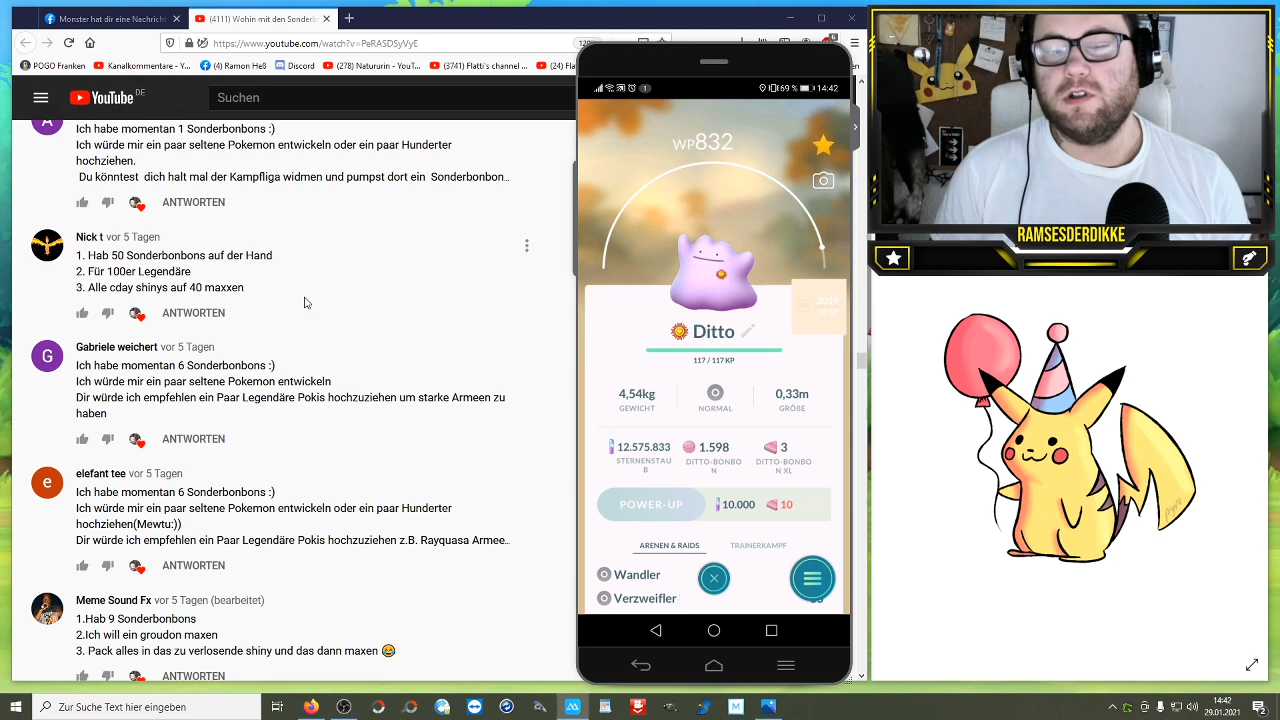 Monster hat dir eine Nachricht
(4111) Wohin mit den Sonderb
https://www.youtube.com/watch?v=PeRASDSyVyE
POGO Franken
Kanalkommentare - Y...
(4) Ramon Heß
Discord
(278) Natururin - YouT...
(3741) Flatti's channel ...
(24) Fla
YouTube DE
Suchen
A
Ich habe momentan 1 Sonderbonbons :)
Ich würde mir ein paar seltene Pokemon entwickeln oder ein paar Hunderter
hochziehen.
Du könntest dich halt mal der Kampfliga widmen und pumpst dort ein Sonderbonbon...
ANTWORTEN
Nick t vor 5 Tagen
1. Hab 50 Sonderbonbons auf der Hand
2. Für 100er Legendäre
3. Alle cday shinys auf 40 maxxen
ANTWORTEN
G
Gabriele weichert vor 5 Tagen
Ich habe momentan 6 Sonderbonbons :)
Ich würde mir ein paar seltene Pokemon entwickeln
Dir würde ich empfehlen ein Paar Legendäre Pokis hochzuziehen um starke Armeen zu
haben
ANTWORTEN
e
elefant tee vor 5 Tagen
Ich habe momentan 6 Sonderbonbons :)
Ich würde mir ein paar seltene Pokemon entwickeln oder ein paar Hunderter
hochziehen(Mewtu:))
Dir würde ich empfehlen ein Paar Legendäre Pokis hochzuziehen z.B. Rayquasa Armee...
ANTWORTEN
Meme Sound Fx vor 5 Tagen (bearbeitet)
1.Hab 9 Sonderbonbons
2.Ich will ein groudon maxen
3. Pack alles in das zu verlosende shiny und das dann maxen 😂
ANTWORTEN
1
69 % 14:42
WP832
2019
Ditto
117 / 117 KP
4,54kg
GEWICHT
NORMAL
0,33m
GRÖßE
12.575.833
STERNENSTAU
B
1.598
DITTO-BONBO
N
3
DITTO-BONBO
N XL
POWER-UP
10.000
10
ARENEN & RAIDS
TRAINERKAMPF
Wandler
Verzweifler
RAMSESDERDIKKE
pyro
Zur Suche Text hier eingeben
M
14:42
29.01.2021
2